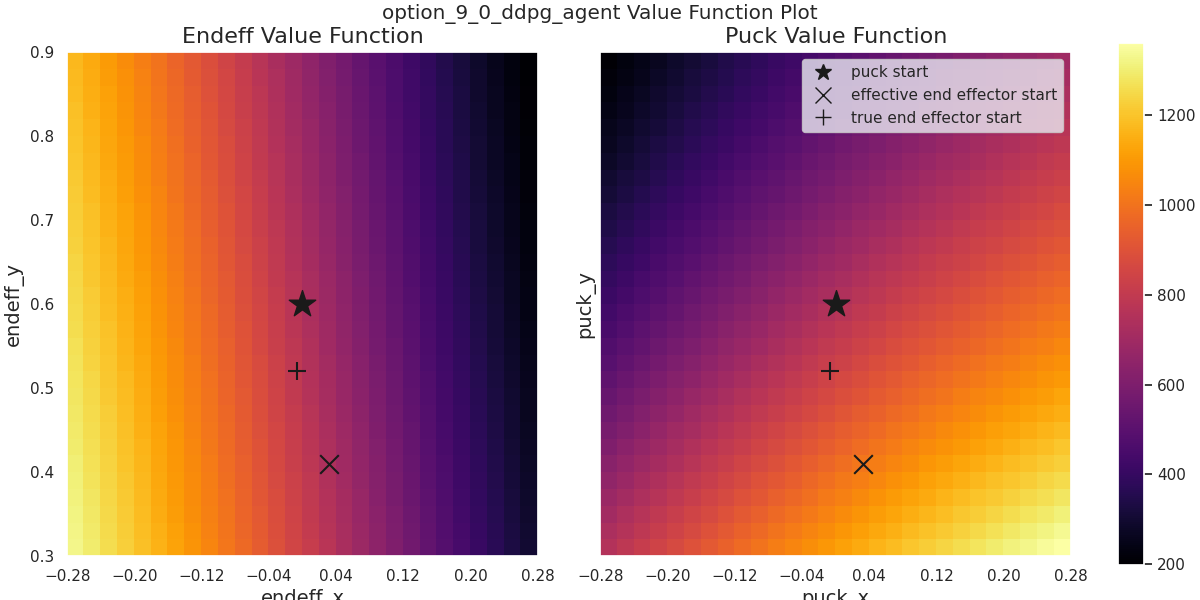 option_9_0_ddpg_agent Value Function Plot
Endeff Value Function
Puck Value Function
puck start
effective end effector start
true end effector start
endeff_y
0.9
0.8
0.7
0.6
0.5
0.4
0.3
−0.28 −0.20 −0.12 −0.04 0.04 0.12 0.20 0.28
endeff_x
puck_y
−0.28 −0.20 −0.12 −0.04 0.04 0.12 0.20 0.28
puck_x
1200
1000
800
600
400
200